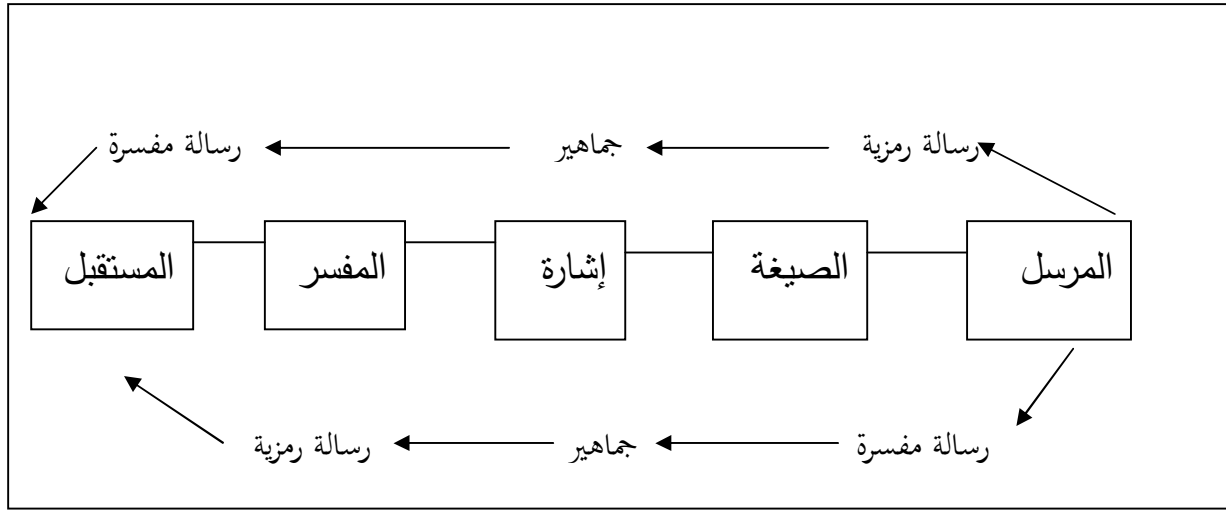 رسالة رمزية جماهير رسالة مفسرة
المرسل الصيغة إشارة المفسر المستقبل
رسالة مفسرة جماهير رسالة رمزية